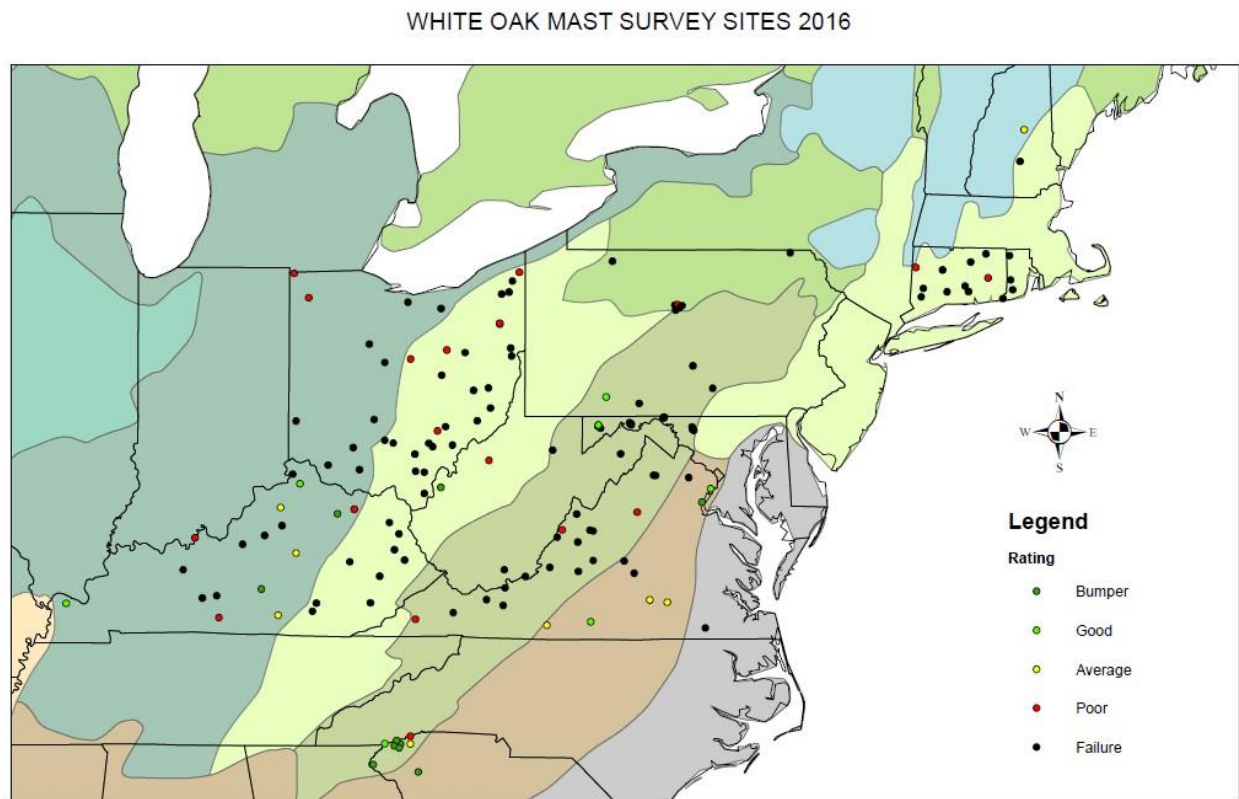 WHITE OAK MAST SURVEY SITES 2016
N
W E
S
Legend
Rating
Bumper
Good
Average
Poor
Failure